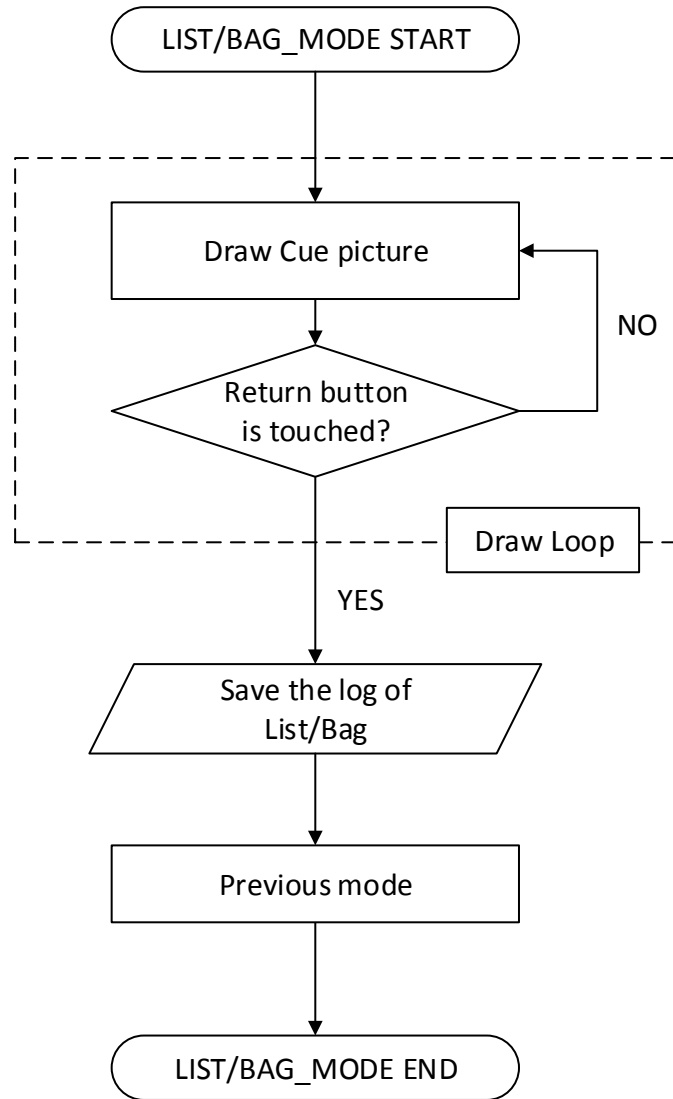 LIST/BAG_MODE START
Draw Cue picture
NO
Return button
is touched?
Draw Loop
YES
Save the log of
List/Bag
Previous mode
LIST/BAG_MODE END